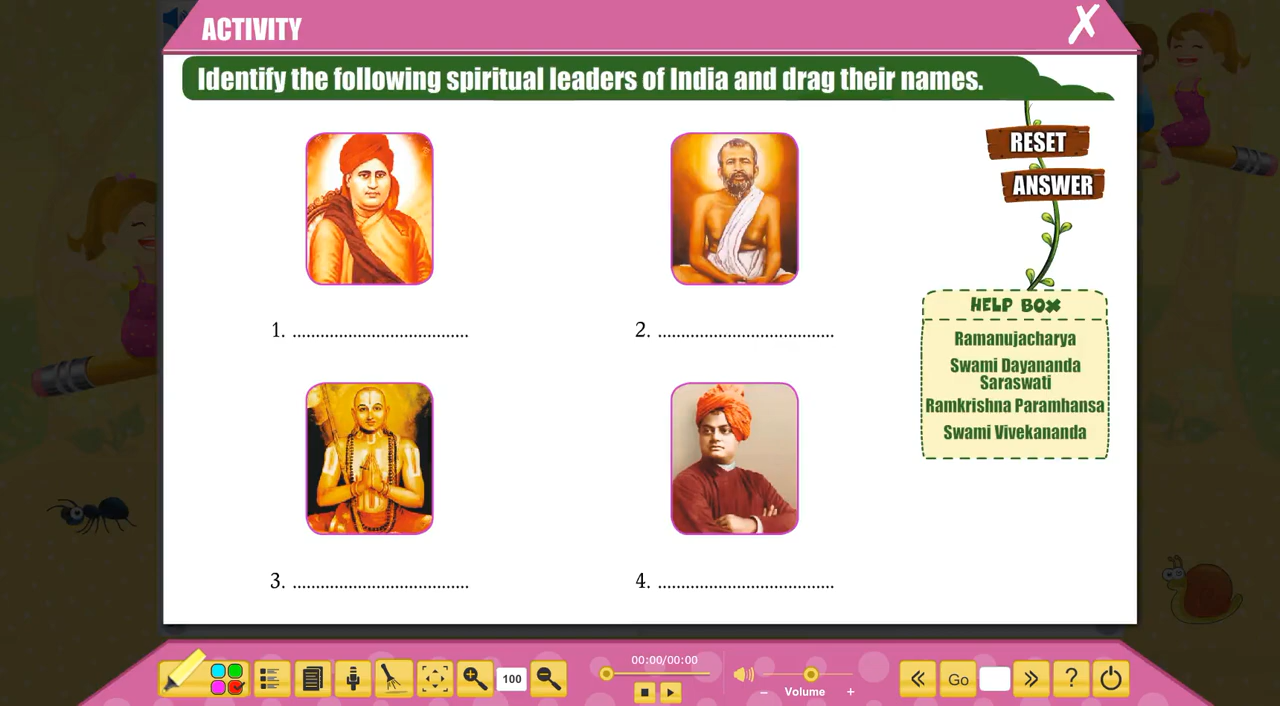 ACTIVITY
Identify the following spiritual leaders of India and drag their names.
RESET
ANSWER
1. ......................................
2. ......................................
HELP BOX
Ramanujacharya
Swami Dayananda
Saraswati
Ramkrishna Paramhansa
Swami Vivekananda
3. ......................................
4. ......................................
00:00/00:00
100
Volume
Go
?